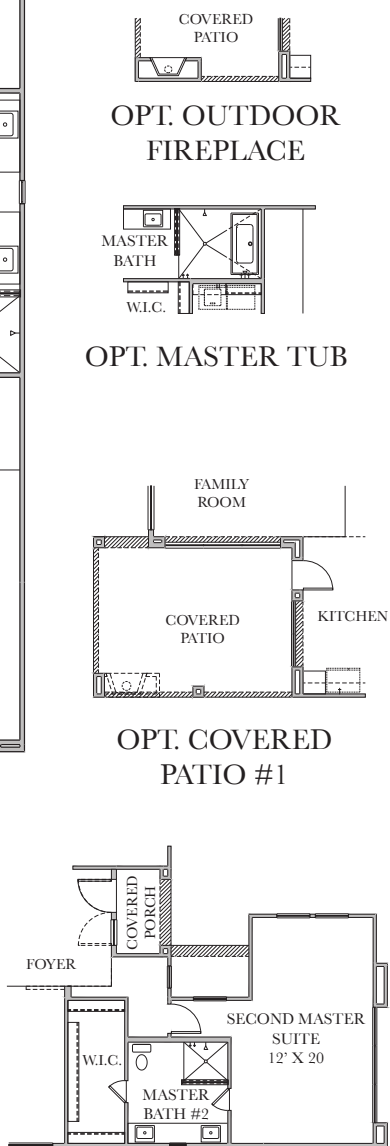 COVERED
PATIO
OPT. OUTDOOR
FIREPLACE
MASTER
BATH
W.I.C.
OPT. MASTER TUB
FAMILY
ROOM
COVERED
PATIO
KITCHEN
OPT. COVERED
PATIO #1
COVERED
PORCH
FOYER
SECOND MASTER
SUITE
12' X 20
W.I.C.
MASTER
BATH #2